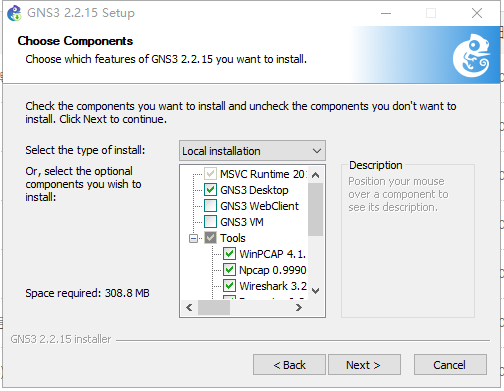 GNS3 2.2.15 Setup
Choose Components
Choose which features of GNS3 2.2.15 you want to install.
Check the components you want to install and uncheck the components you don't want to
install. Click Next to continue.
Select the type of install:
Local installation
Or, select the optional
components you wish to
install:
MSVC Runtime 201
GNS3 Desktop
GNS3 WebClient
GNS3 VM
Tools
WinPCAP 4.1.
Npcap 0.9990
Wireshark 3.2
Description
Position your mouse
over a component to
see its description.
Space required: 308.8 MB
GNS3 2.2.15 installer
< Back
Next >
Cancel